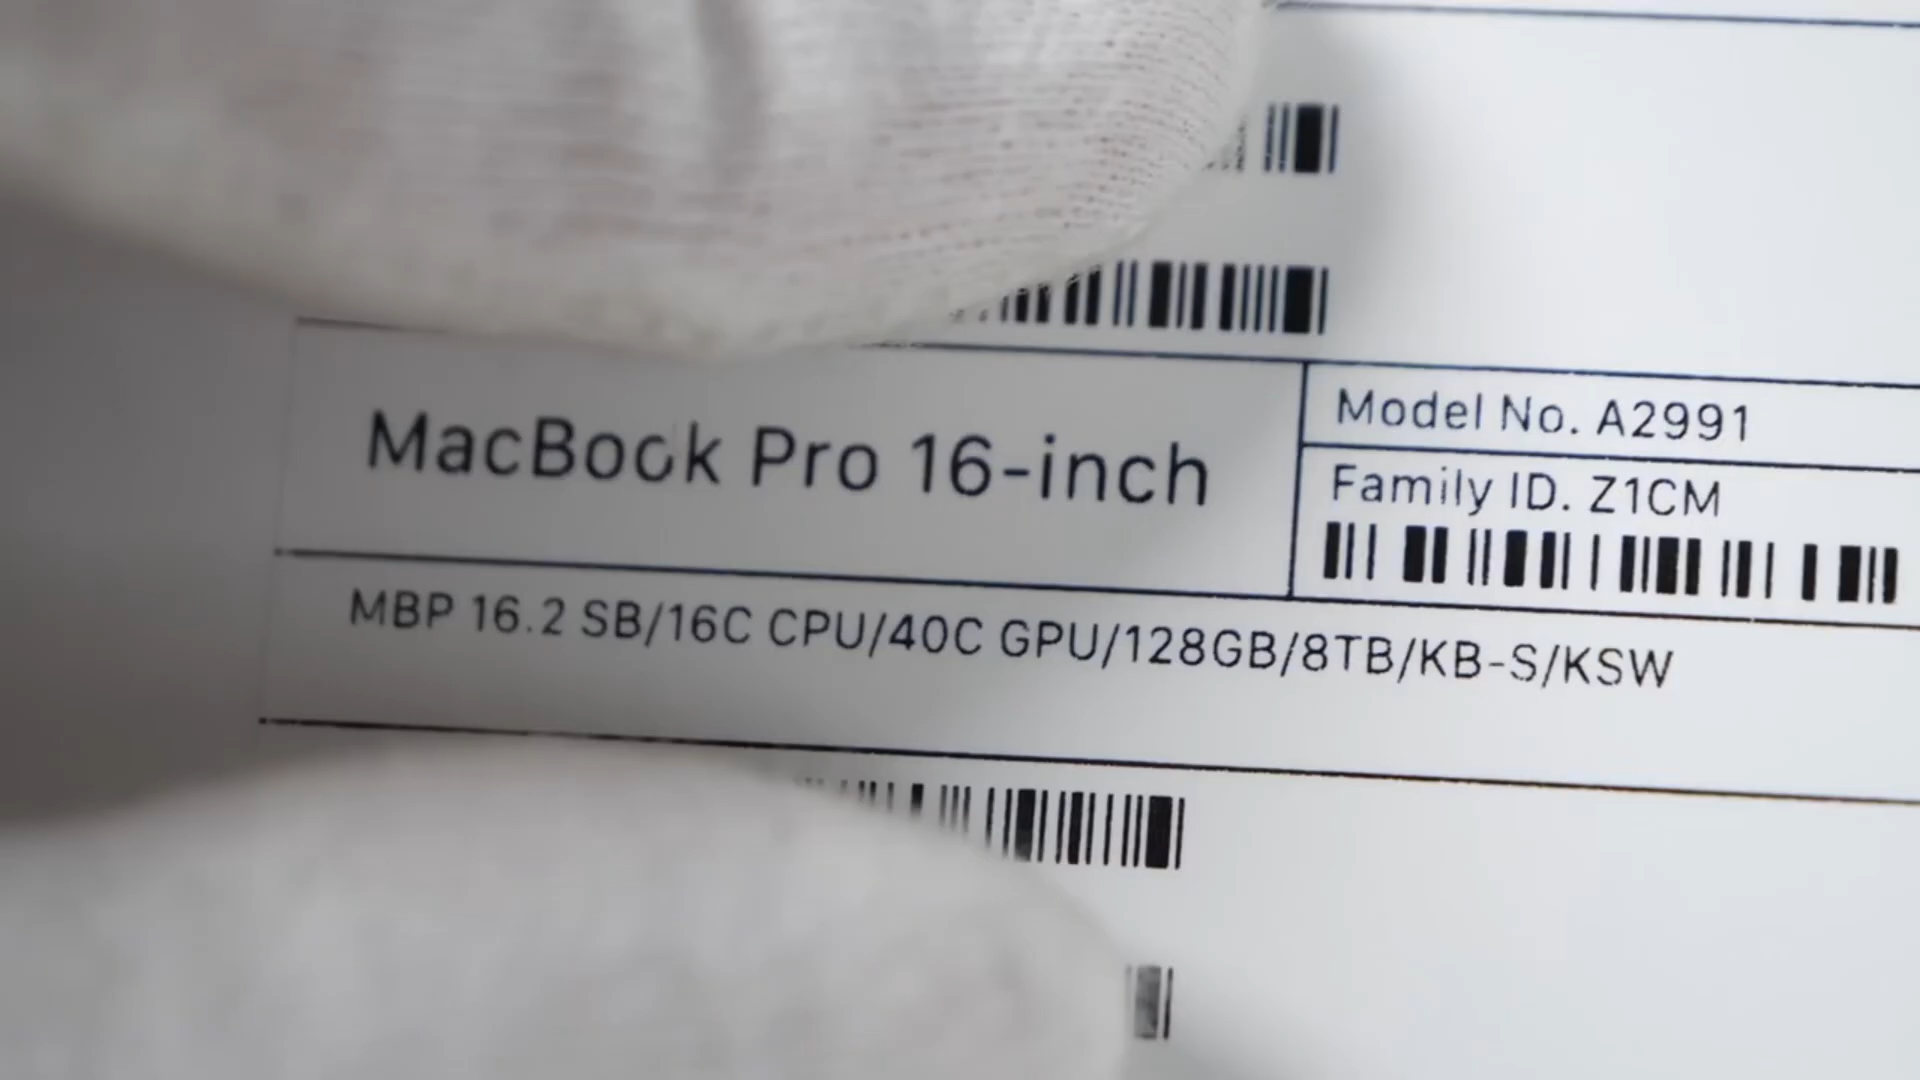 MacBook Pro 16-inch
Model No. A2991
Family ID. Z1CM
MBP 16.2 SB/16C CPU/40C GPU/128GB/8TB/KB-S/KSW